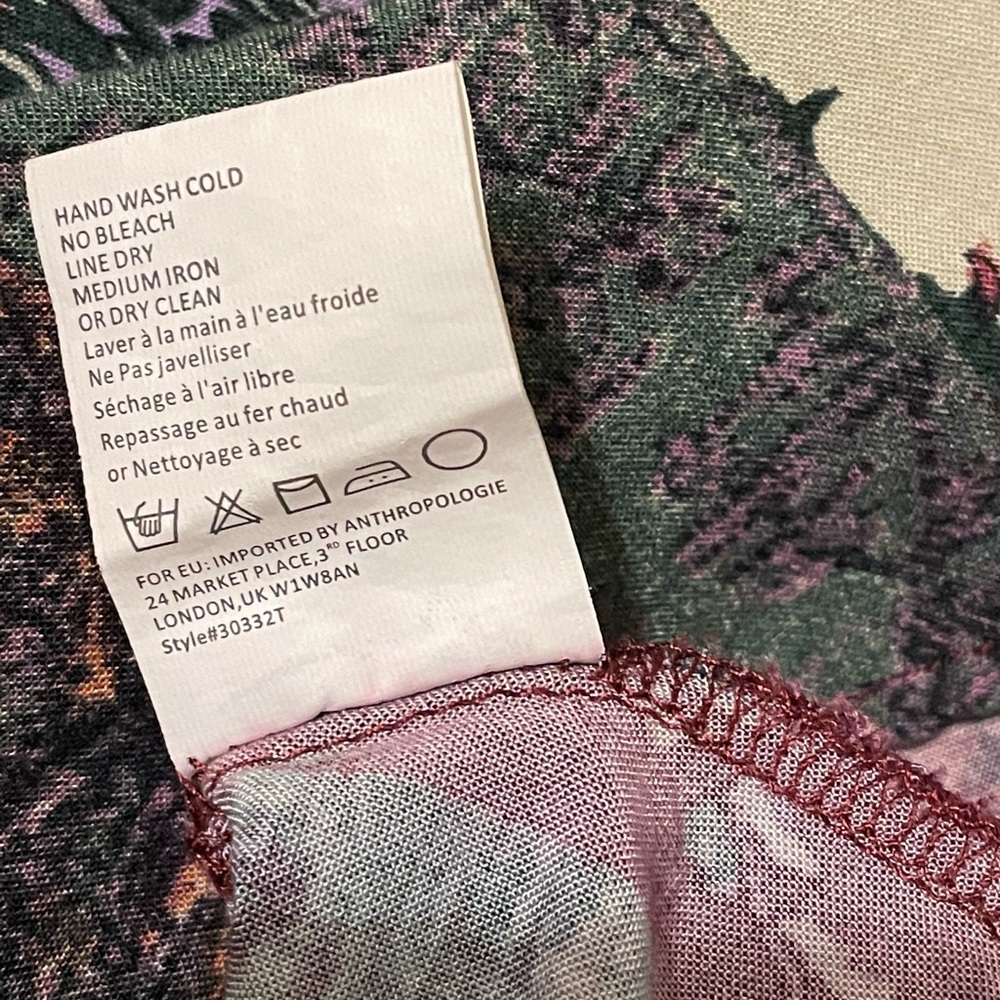 HAND WASH COLD
NO BLEACH
LINE DRY
MEDIUM IRON
OR DRY CLEAN
Laver à la main à l'eau froide
Ne Pas javelliser
Séchage à l'air libre
Repassage au fer chaud
or Nettoyage à sec
FOR EU: IMPORTED BY ANTHROPOLOGIE
24 MARKET PLACE,3RD FLOOR
LONDON,UK W1W8AN
Style#30332T